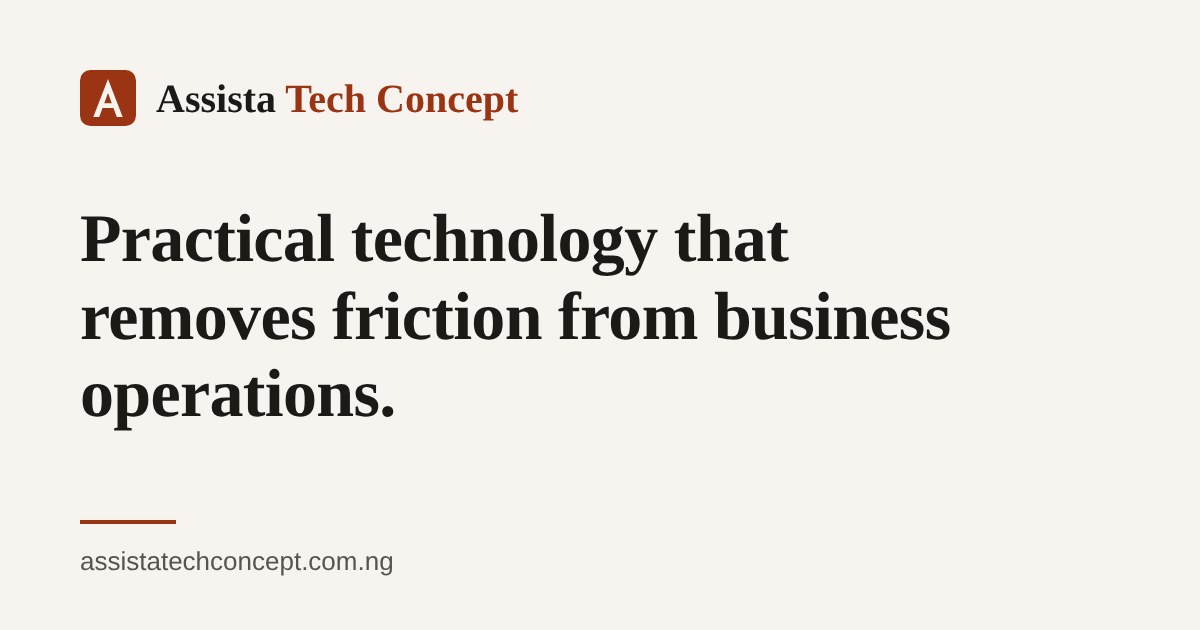 A
Assista Tech Concept
Practical technology that
removes friction from business
operations.
assistatechconcept.com.ng